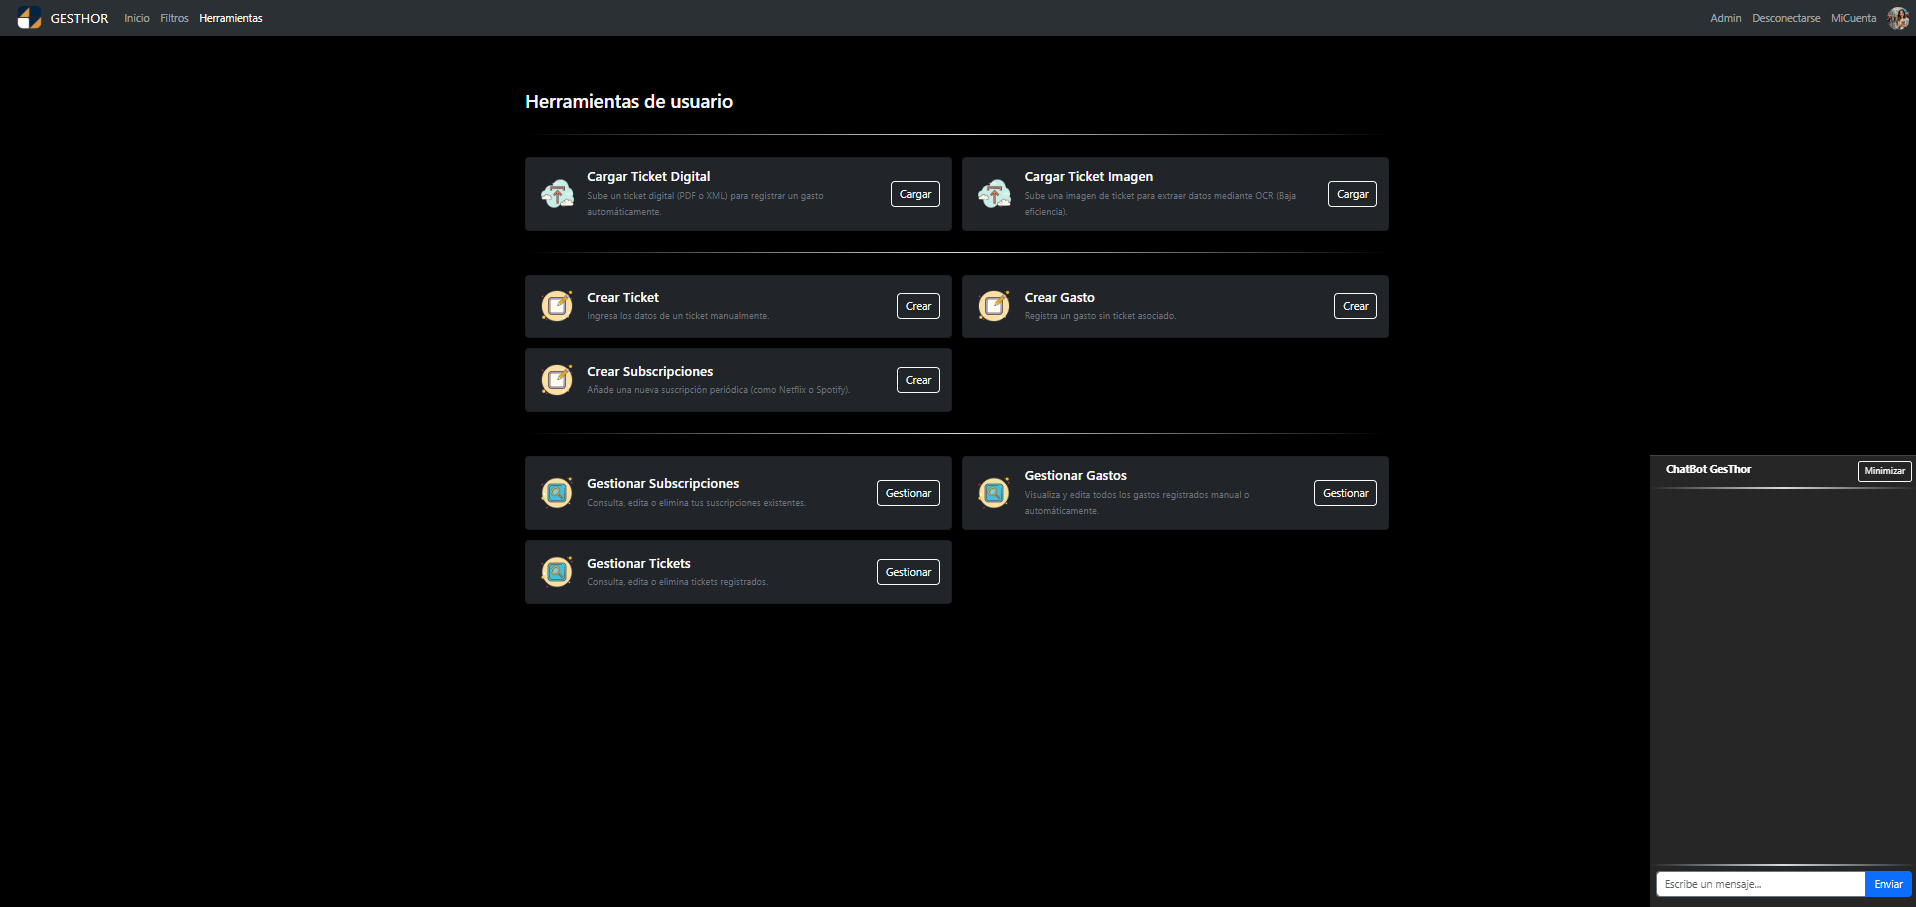 GESTHOR Inicio Filtros Herramientas Admin Desconectarse MiCuenta
Herramientas de usuario
Cargar Ticket Digital
Sube un ticket digital (PDF o XML) para registrar un gasto
automáticamente.
Cargar
Cargar Ticket Imagen
Sube una imagen de ticket para extraer datos mediante OCR (Baja
eficiencia).
Cargar
Crear Ticket
Ingresa los datos de un ticket manualmente.
Crear
Crear Gasto
Registra un gasto sin ticket asociado.
Crear
Crear Subscripciones
Añade una nueva suscripción periódica (como Netflix o Spotify).
Crear
Gestionar Subscripciones
Consulta, edita o elimina tus suscripciones existentes.
Gestionar
Gestionar Gastos
Visualiza y edita todos los gastos registrados manual o
automáticamente.
Gestionar
Gestionar Tickets
Consulta, edita o elimina tickets registrados.
Gestionar
ChatBot GesThor
Minimizar
Escribe un mensaje...
Enviar